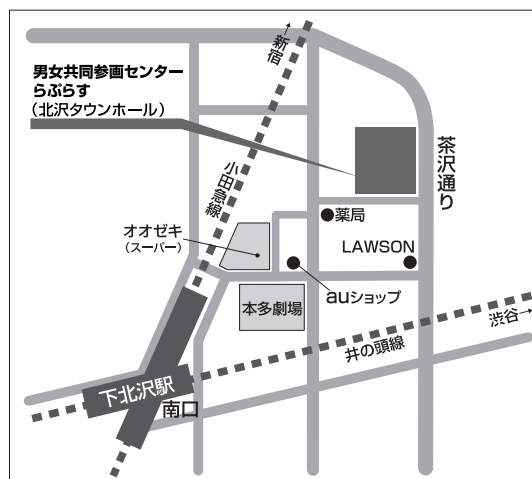 →新宿
男女共同参画センター
らぷらす
（北沢タウンホール）
茶沢通り
小田急線
薬局
オオゼキ
（スーパー）
LAWSON
auショップ
本多劇場
渋谷→
井の頭線
下北沢駅
南口